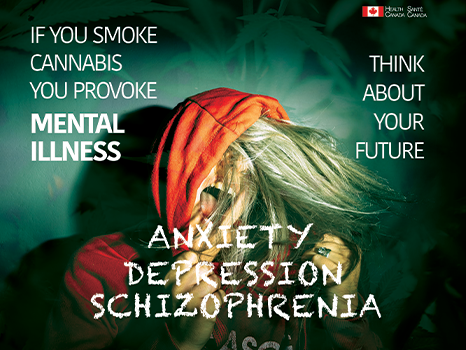 HEALTH SANTÉ
CANADA CANADA
IF YOU SMOKE
CANNABIS
YOU PROVOKE
MENTAL
ILLNESS
THINK
ABOUT
YOUR
FUTURE
ANXIETY
DEPRESSION
SCHIZOPHRENIA